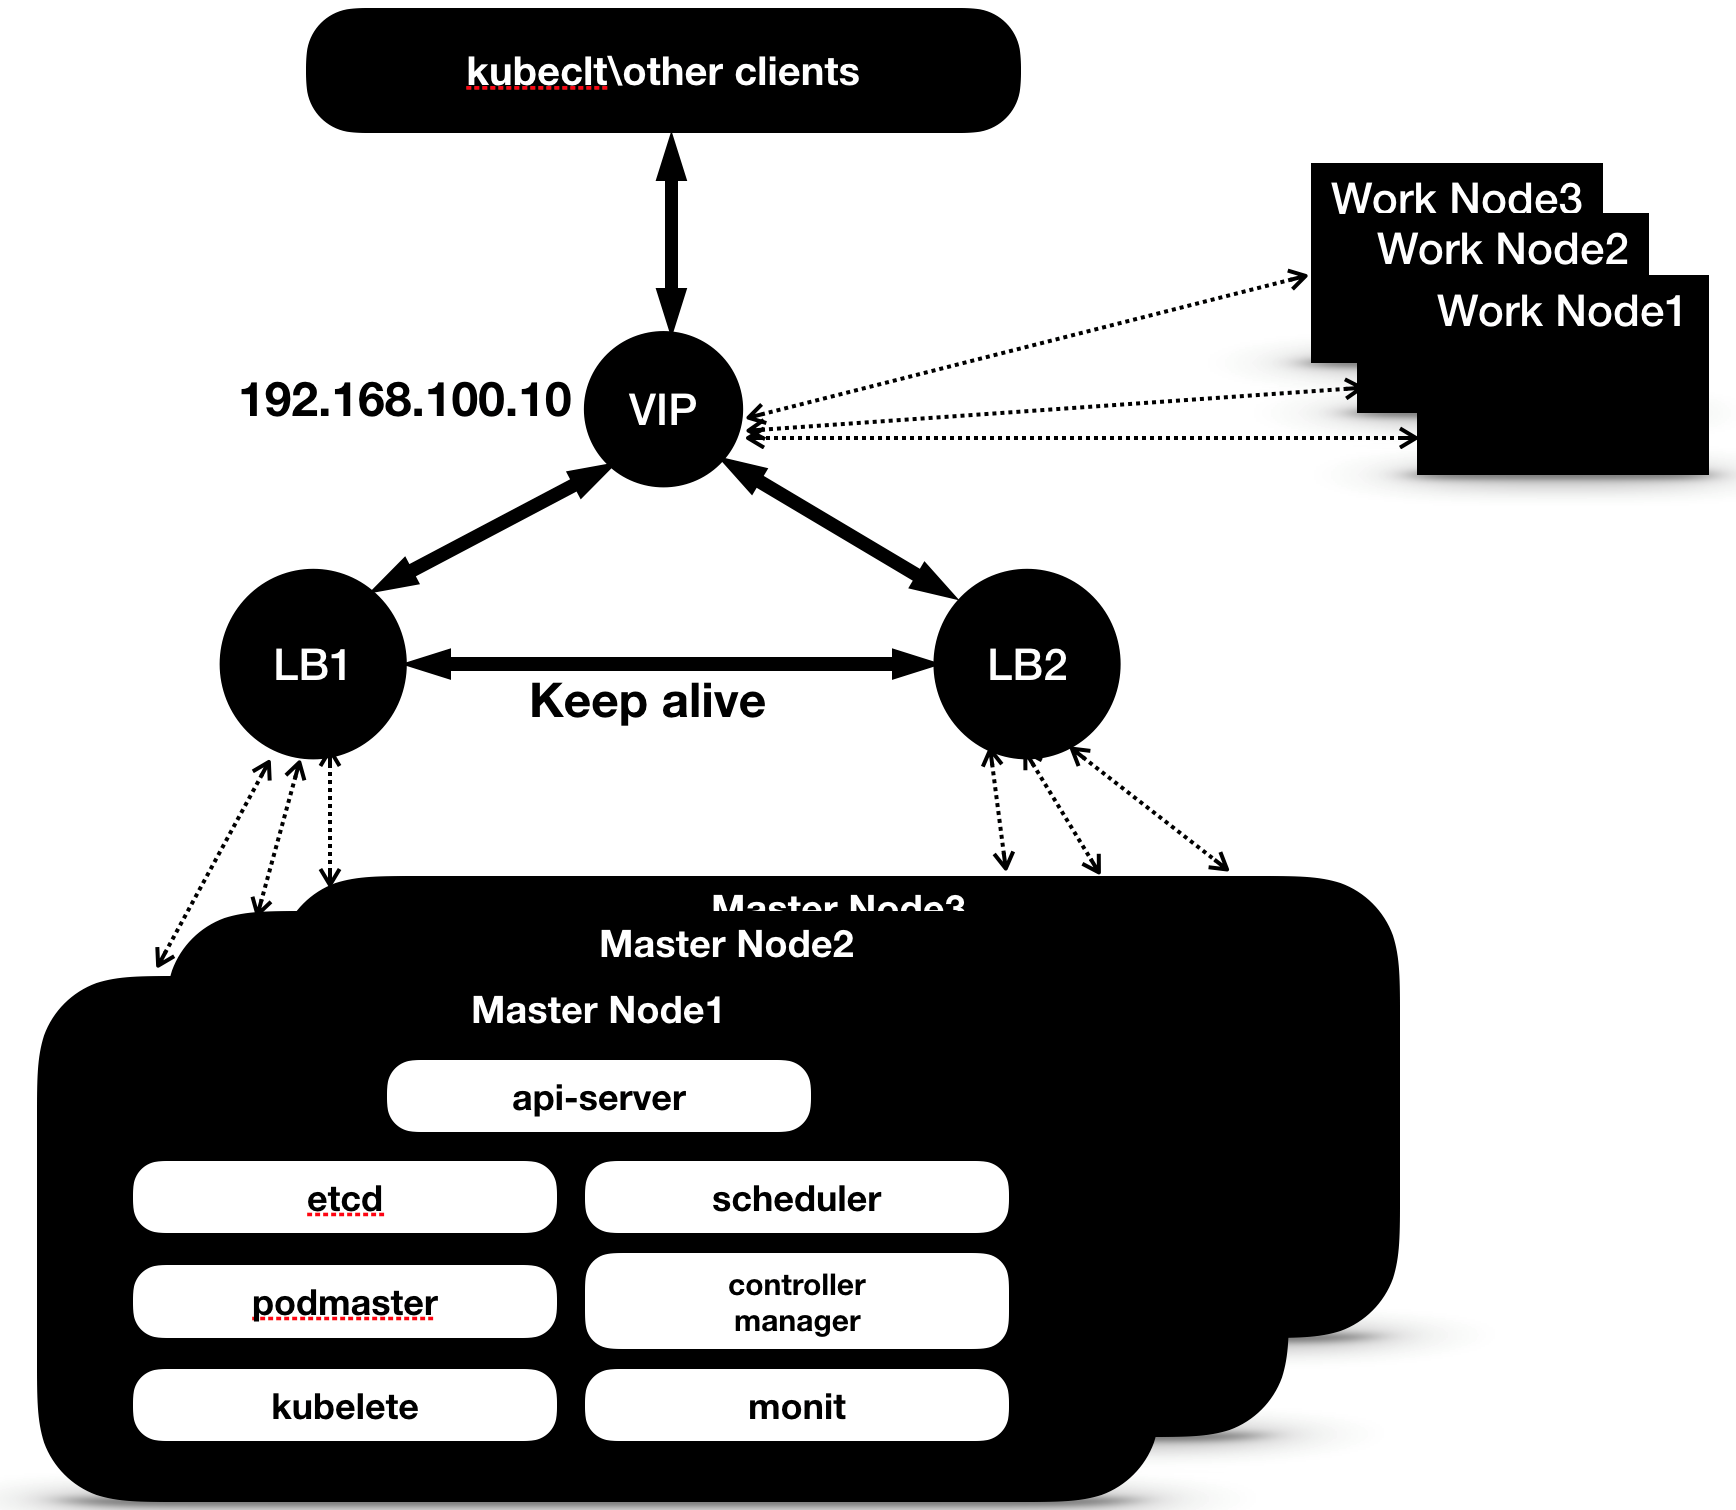 kubeclt\other clients
Work Node3
Work Node2
Work Node1
192.168.100.10
VIP
LB1
LB2
Keep alive
Master Node3
Master Node2
Master Node1
api-server
etcd
scheduler
podmaster
controller
manager
kubelete
monit